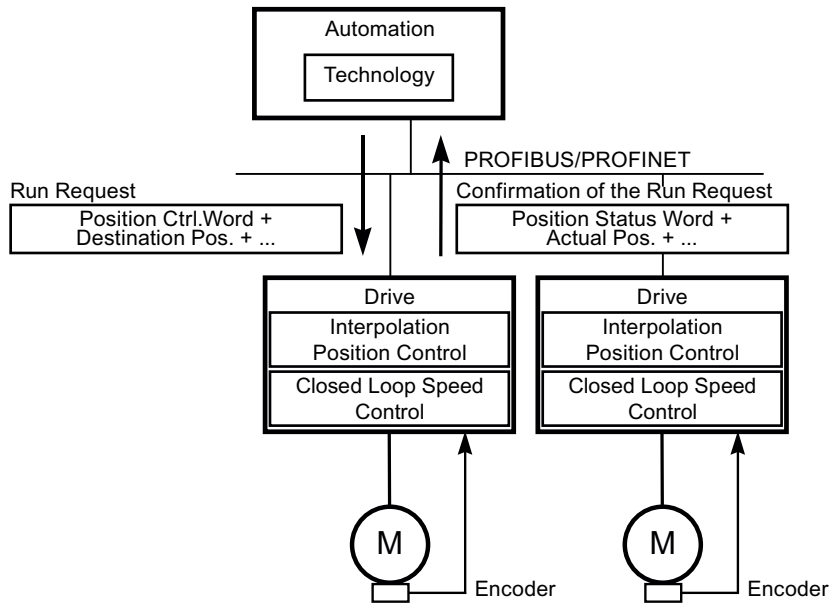 Automation
Technology
PROFIBUS/PROFINET
Run Request
Position Ctrl.Word +
Destination Pos. + ...
Confirmation of the Run Request
Position Status Word +
Actual Pos. + ...
Drive
Interpolation
Position Control
Closed Loop Speed
Control
M
Encoder
Drive
Interpolation
Position Control
Closed Loop Speed
Control
M
Encoder